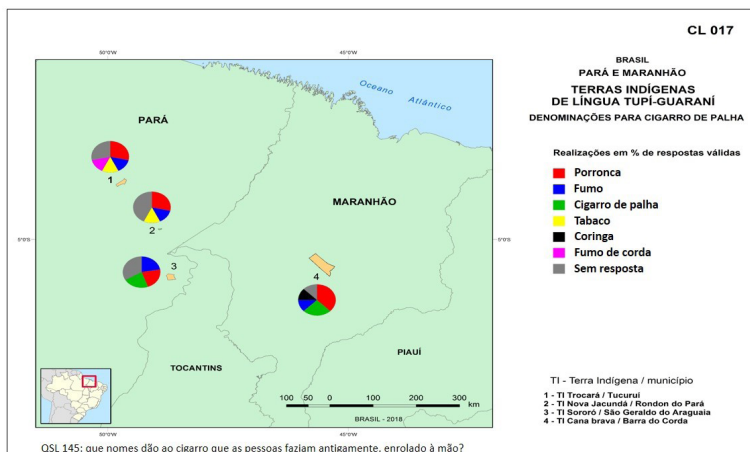 CL 017
BRASIL
PARÁ E MARANHÃO
TERRAS INDÍGENAS
DE LÍNGUA TUPÍ-GUARANÍ
DENOMINAÇÕES PARA CIGARRO DE PALHA
Realizações em % de respostas válidas
Porronca
Fumo
Cigarro de palha
Tabaco
Coringa
Fumo de corda
Sem resposta
50°0'W
45°0'W
Oceano
Atlântico
PARÁ
1
MARANHÃO
2
5°0'S
5°0'S
3
4
TOCANTINS
PIAUÍ
100 50 0 100 200 300
km
BRASIL - 2018
50°0'W
45°0'W
TI - Terra Indígena / município
1 - TI Trocará / Tucuruí
2 - TI Nova Jacundá / Rondon do Pará
3 - TI Sororó / São Geraldo do Araguaia
4 - TI Cana brava / Barra do Corda
QSL 145: que nomes dão ao cigarro que as pessoas faziam antigamente, enrolado à mão?